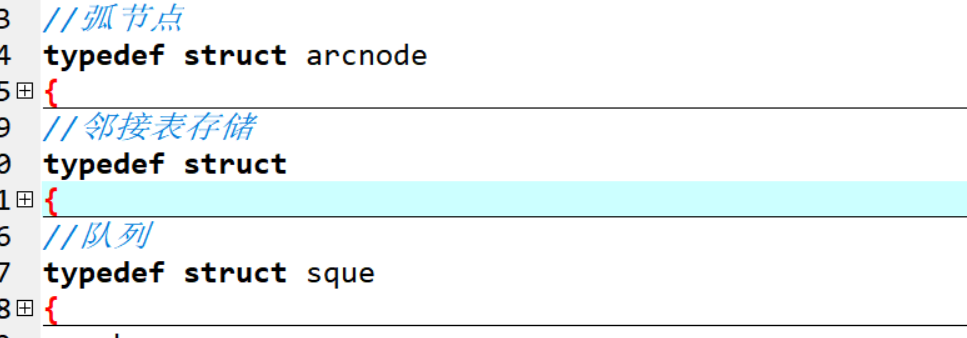 3 //弧节点
4 typedef struct arcnode
5 {
9 //邻接表存储
0 typedef struct
1 {
6 //队列
7 typedef struct sque
8 {